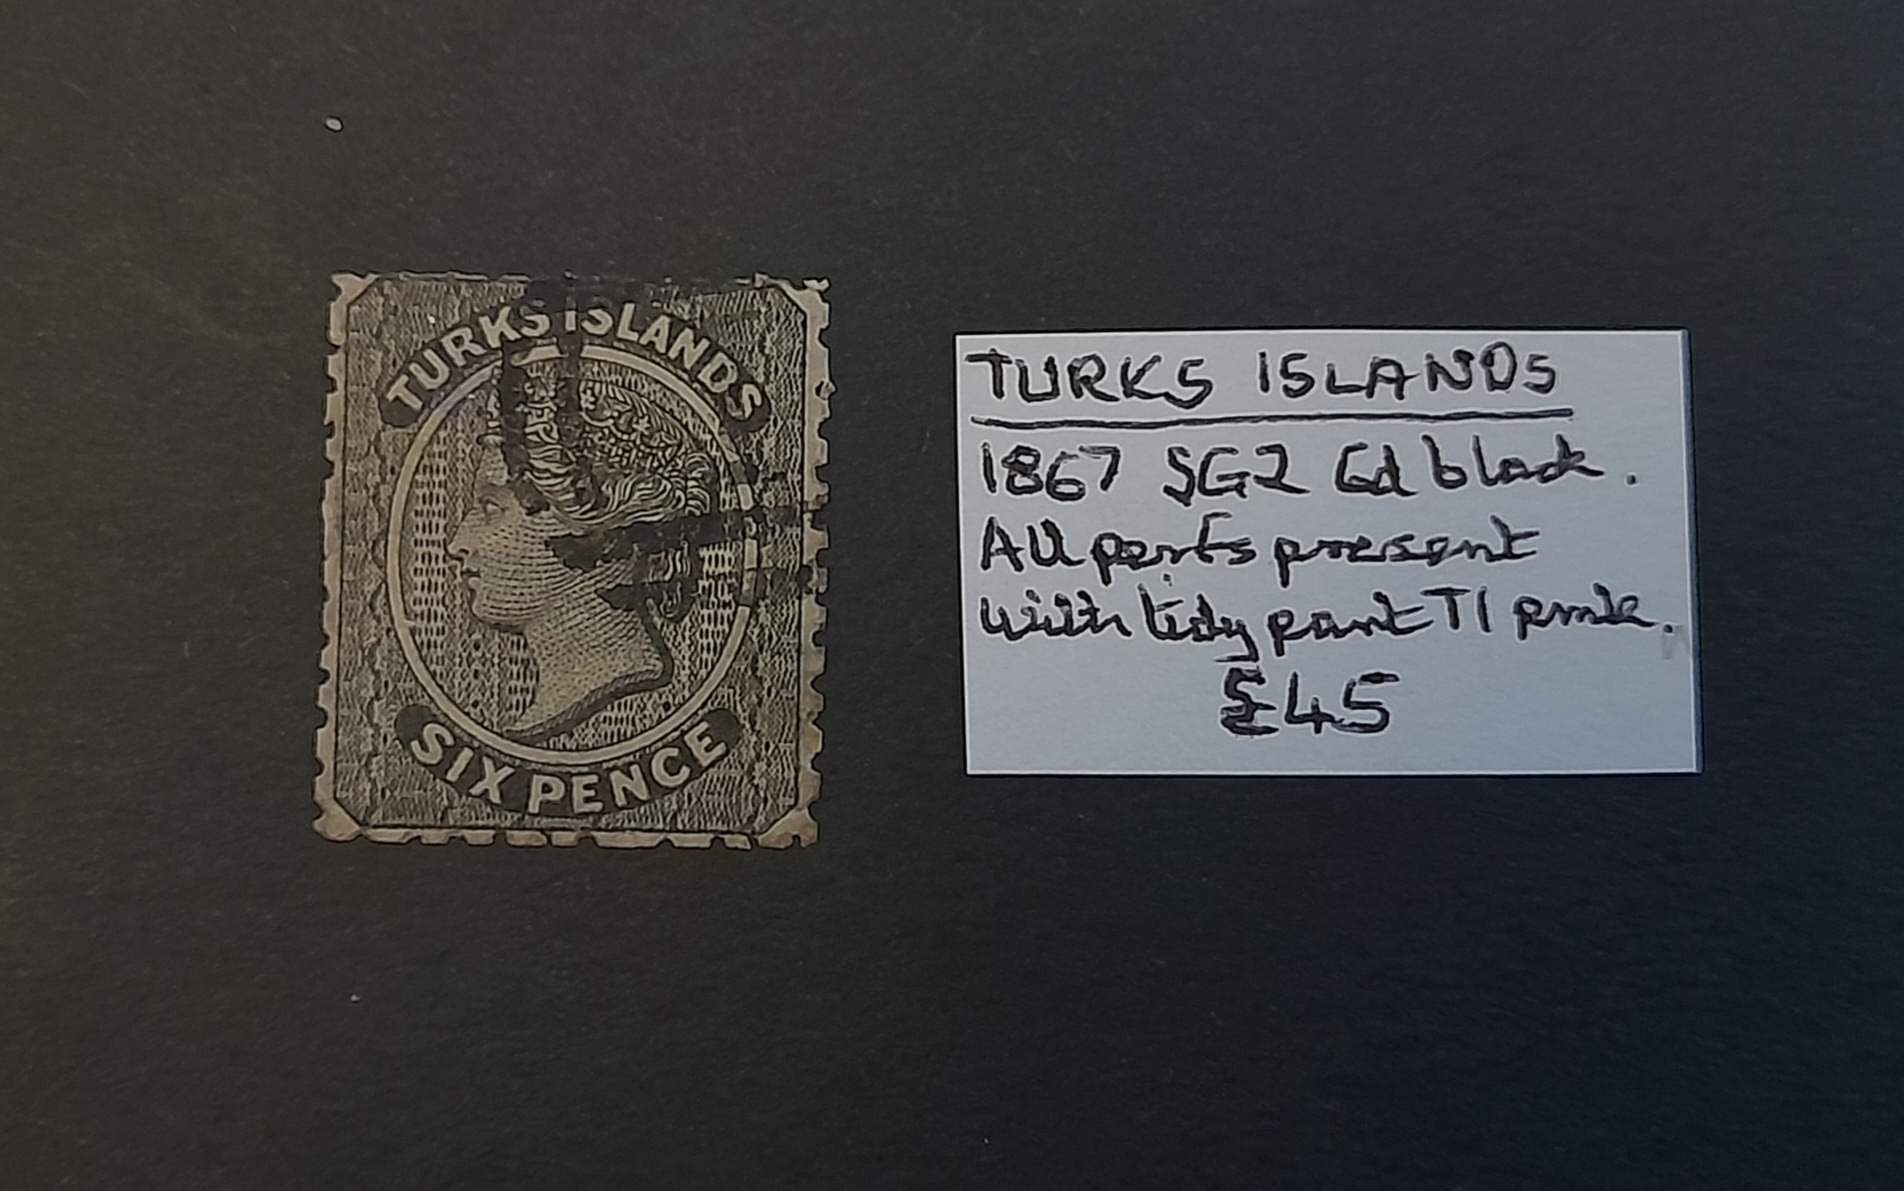 TURKS ISLANDS
SIX PENCE
TURKS ISLANDS
1867 SG2 6d black.
All perfs present
with tidy part TI pmk.
£45